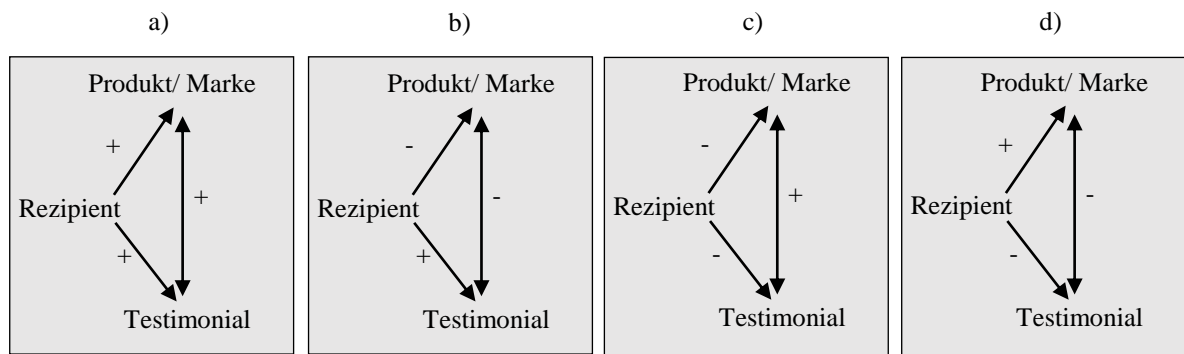 a)
Produkt/ Marke
+
Rezipient
+
+
Testimonial
b)
Produkt/ Marke
-
Rezipient
-
+
Testimonial
c)
Produkt/ Marke
-
Rezipient
+
-
Testimonial
d)
Produkt/ Marke
+
Rezipient
-
-
Testimonial